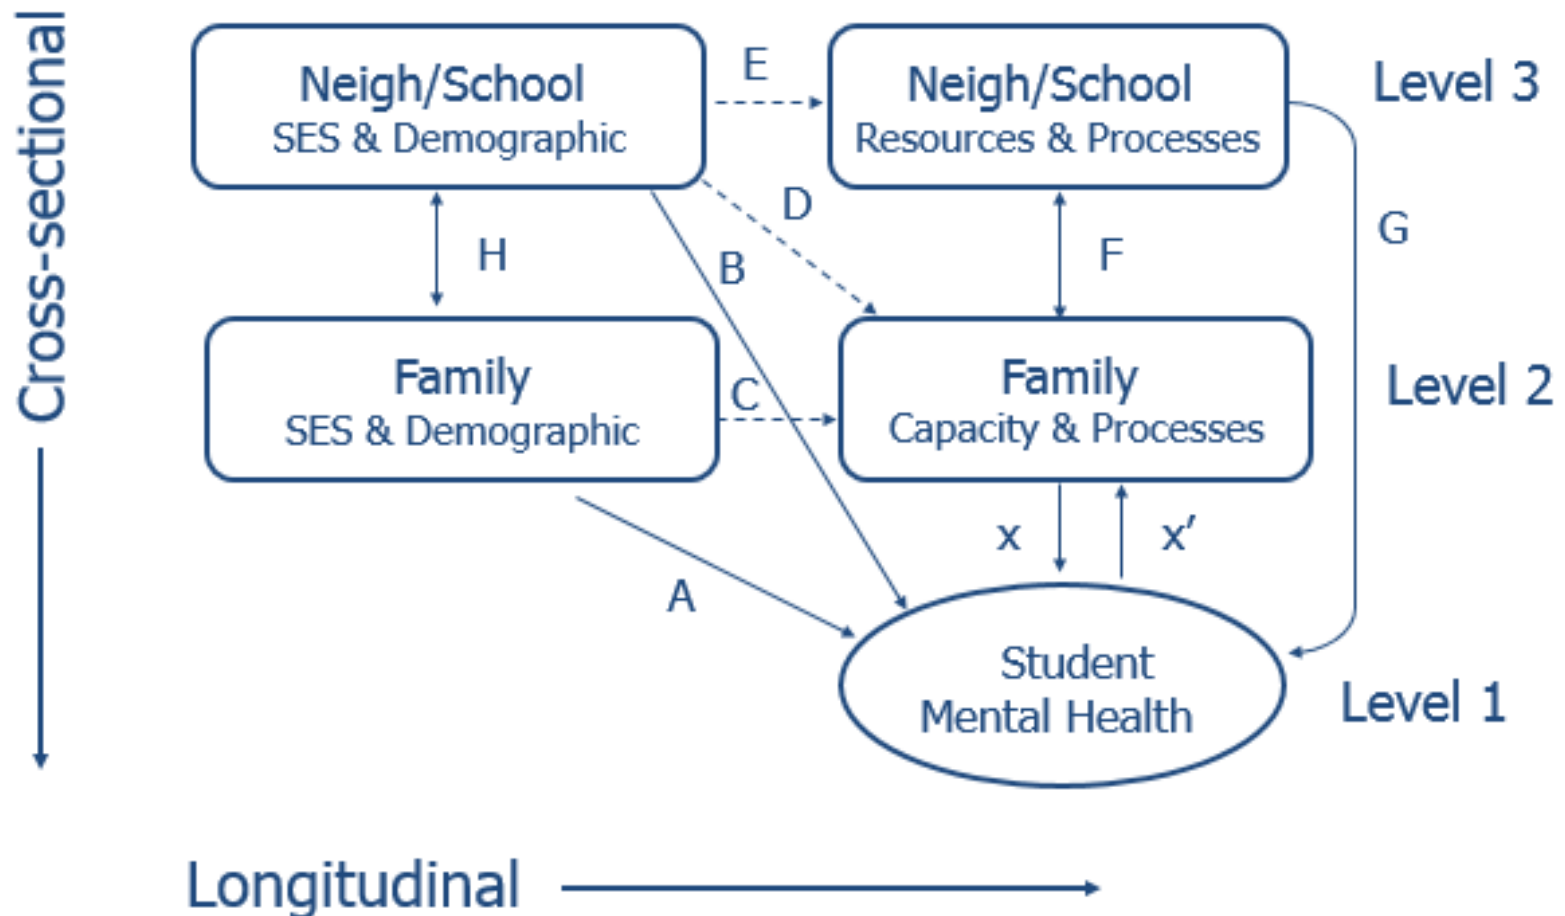 Cross-sectional
Neigh/School
SES & Demographic
E
Neigh/School
Resources & Processes
Level 3
D
G
H
B
F
Family
SES & Demographic
C
Family
Capacity & Processes
Level 2
x
x′
A
Student
Mental Health
Level 1
Longitudinal